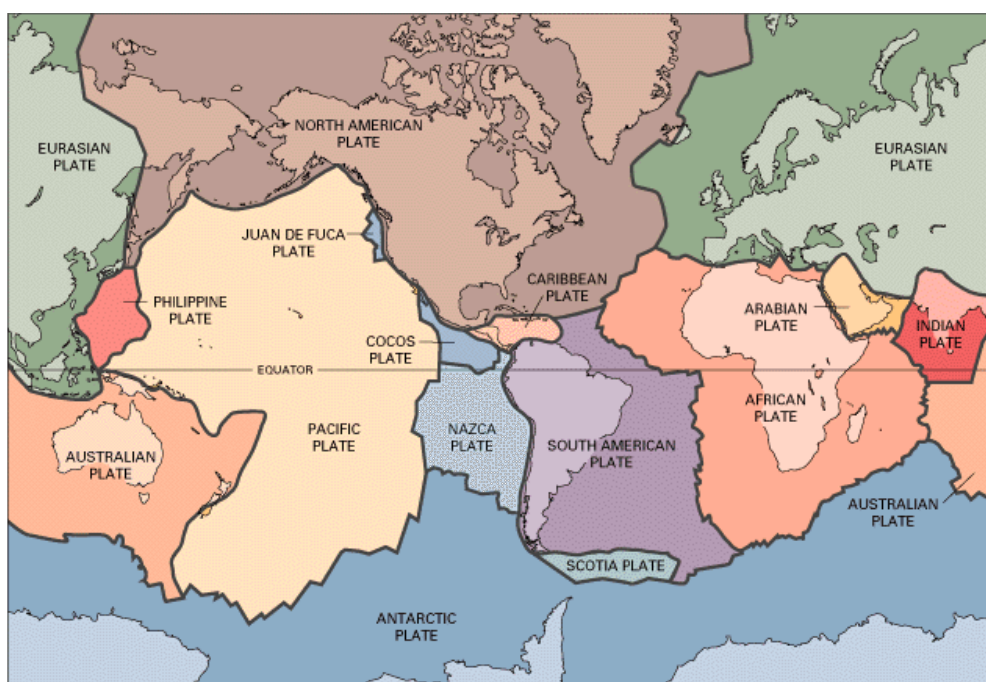 NORTH AMERICAN
PLATE
EURASIAN
PLATE
EURASIAN
PLATE
JUAN DE FUCA
PLATE
CARIBBEAN
PLATE
PHILIPPINE
PLATE
ARABIAN
PLATE
INDIAN
PLATE
COCOS
PLATE
EQUATOR
AFRICAN
PLATE
PACIFIC
PLATE
NAZCA
PLATE
SOUTH AMERICAN
PLATE
AUSTRALIAN
PLATE
AUSTRALIAN
PLATE
SCOTIA PLATE
ANTARCTIC
PLATE